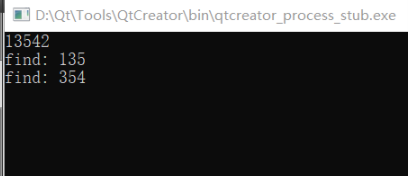 D:\Qt\Tools\QtCreator\bin\qtcreator_process_stub.exe
13542
find: 135
find: 354